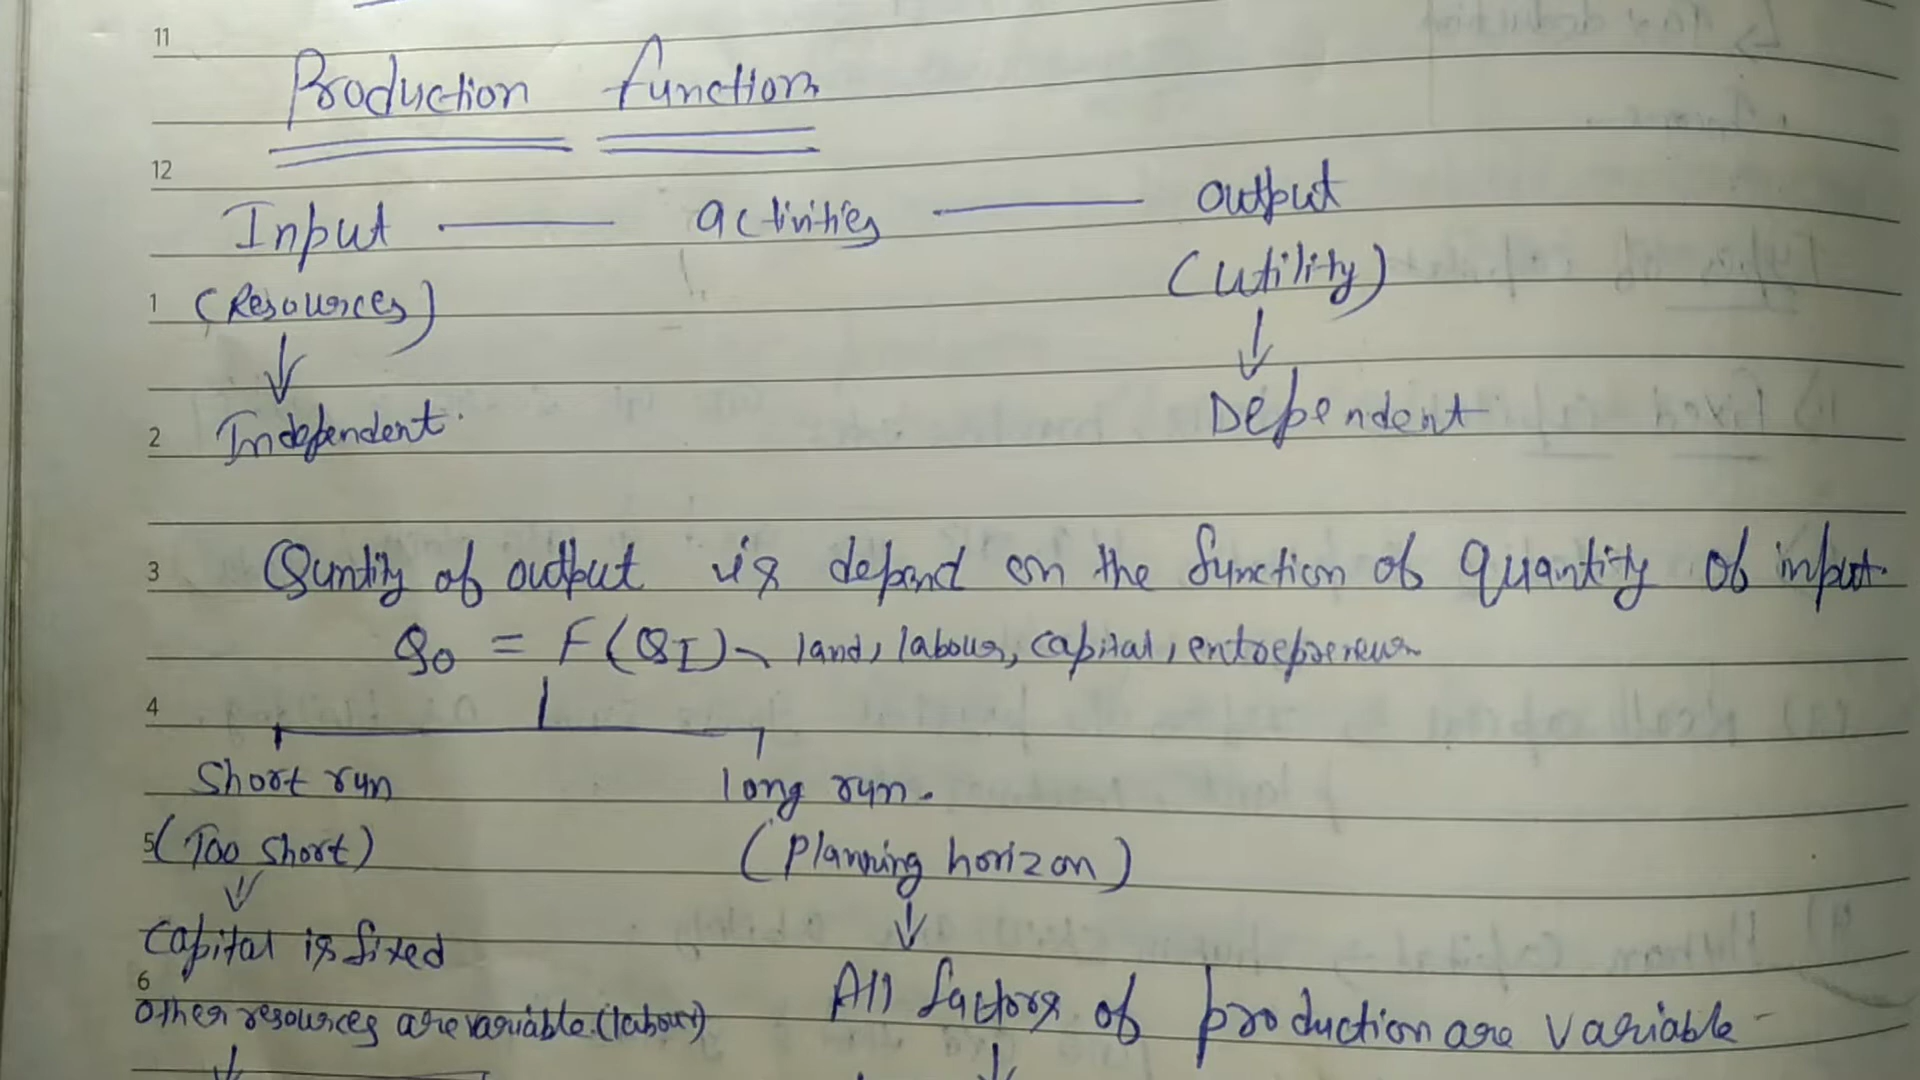 11
Production function
12
Input — activities — output
(Resources) (Utility)
1
↓ ↓
2
Independent. Dependent
3
Quntity of output is depend on the function of quantity of input.
Qo = F(QI) land, labour, capital, entrepreneur
4
Short run long run.
5
(Too short) (Planning horizon)
↓ ↓
Capital is fixed
6
other resources are variable (labour) All factors of production are variable